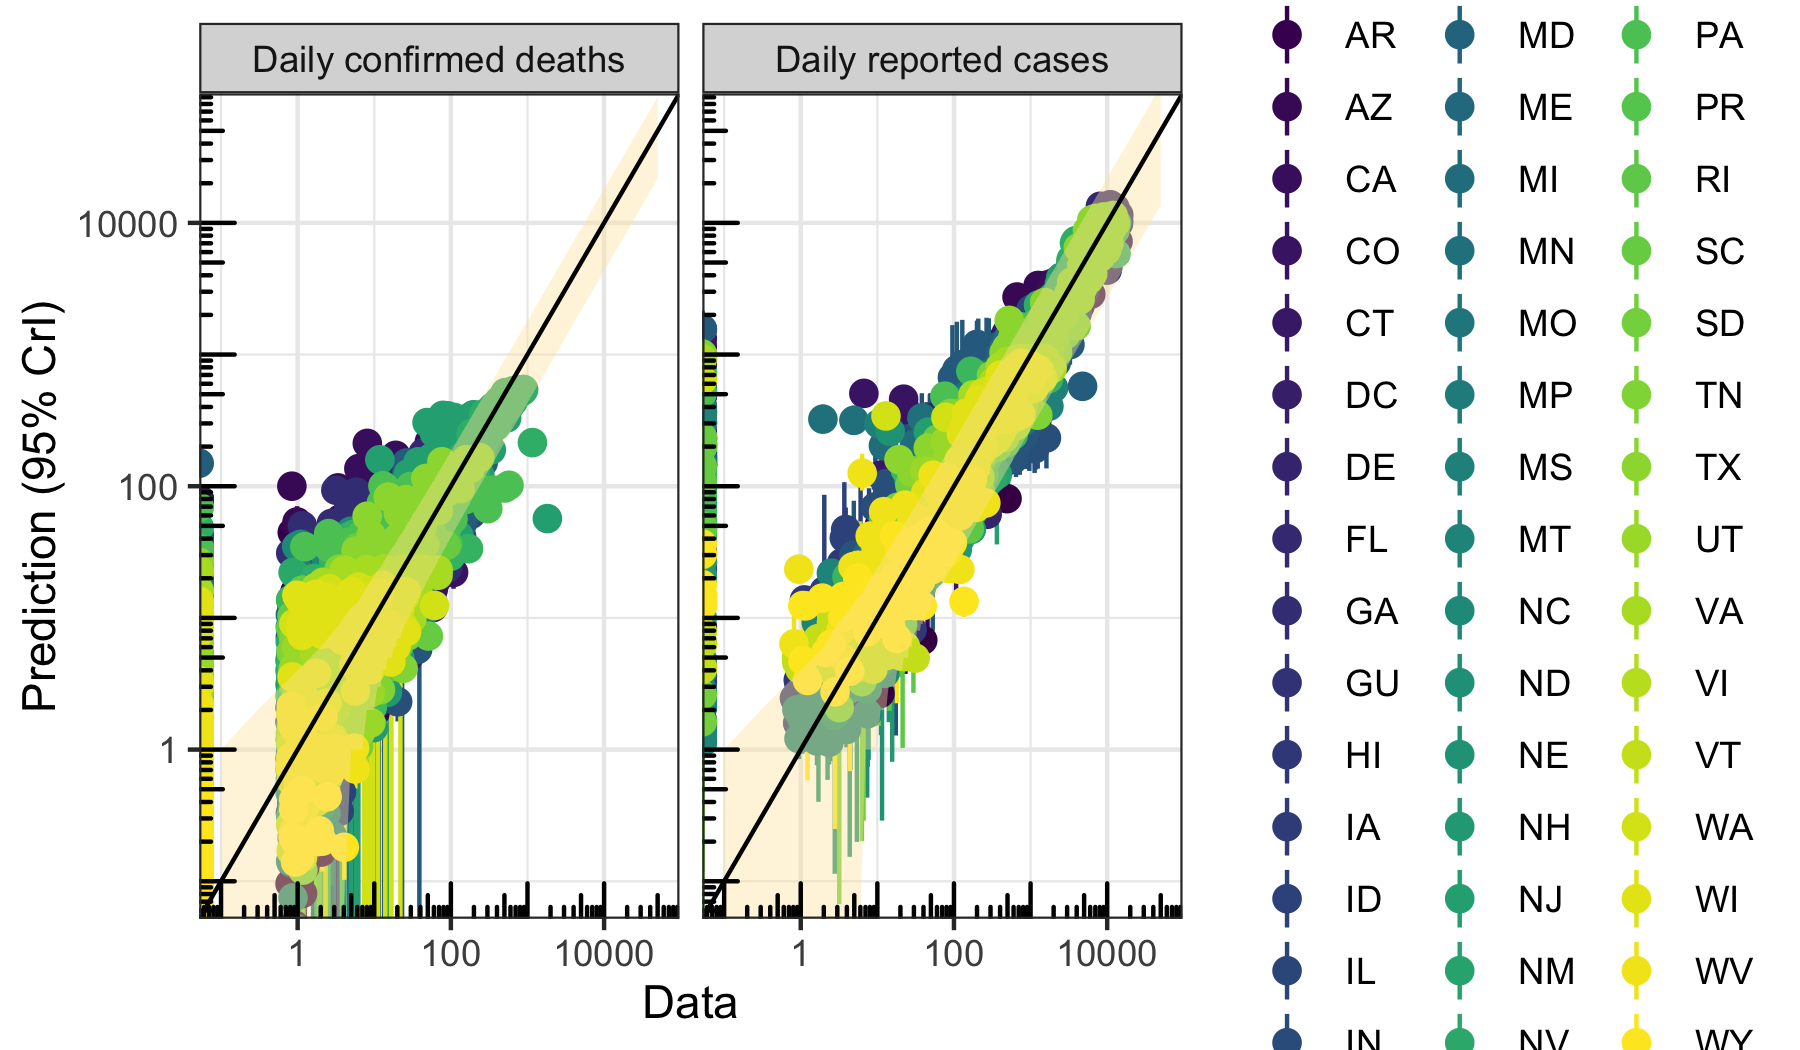 Daily confirmed deaths
Daily reported cases
Prediction (95% CrI)
10000
100
1
1
100
10000
1
100
10000
Data
AR
AZ
CA
CO
CT
DC
DE
FL
GA
GU
HI
IA
ID
IL
IN
MD
ME
MI
MN
MO
MP
MS
MT
NC
ND
NE
NH
NJ
NM
NV
PA
PR
RI
SC
SD
TN
TX
UT
VA
VI
VT
WA
WI
WV
WY